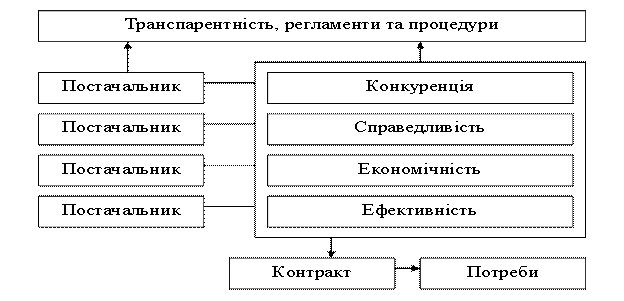 Транспарентність, регламенти та процедури
Постачальник
Конкуренція
Постачальник
Справедливість
Постачальник
Економічність
Постачальник
Ефективність
Контракт
Потреби